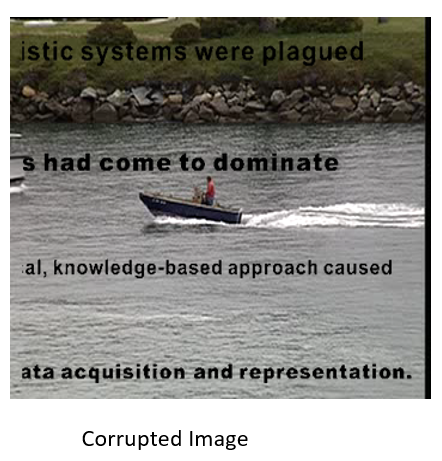 istic systems were plagued
s had come to dominate
al, knowledge-based approach caused
ata acquisition and representation.
Corrupted Image